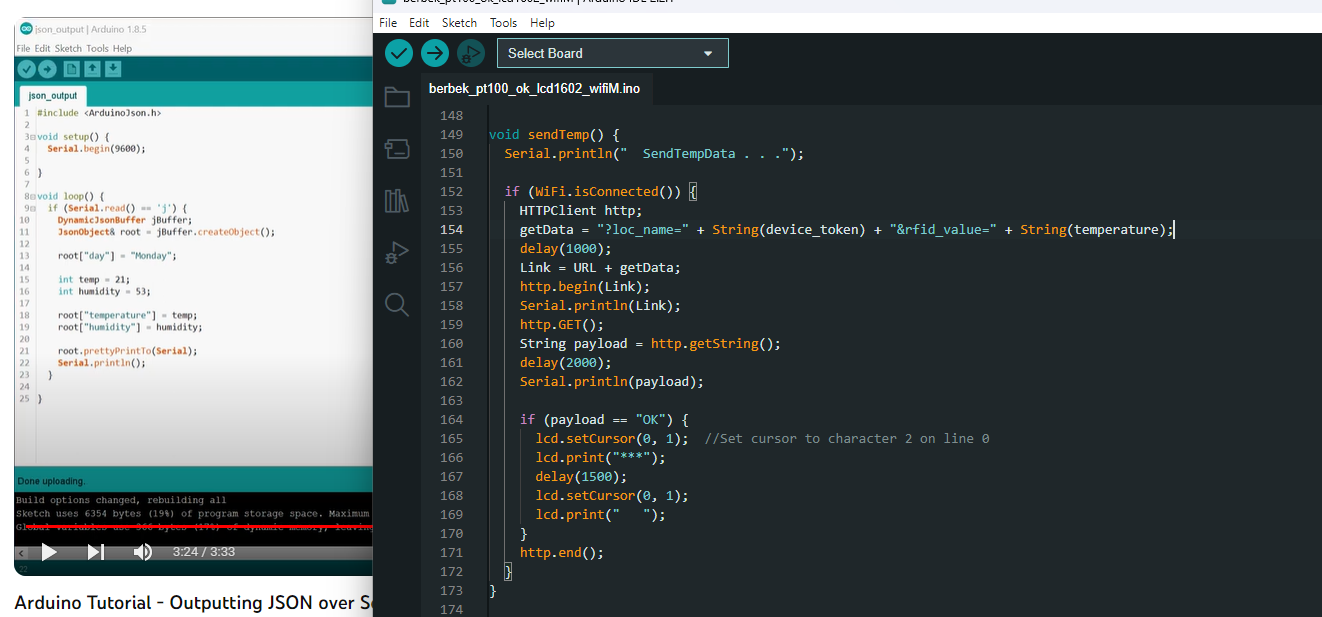 json_output | Arduino 1.8.5
File Edit Sketch Tools Help
json_output
1 #include <ArduinoJson.h>
2
3 void setup() {
4 Serial.begin(9600);
5
6 }
7
8 void loop() {
9 if (Serial.read() == 'j') {
10 DynamicJsonBuffer jBuffer;
11 JsonObject& root = jBuffer.createObject();
12
13 root["day"] = "Monday";
14
15 int temp = 21;
16 int humidity = 53;
17
18 root["temperature"] = temp;
19 root["humidity"] = humidity;
20
21 root.prettyPrintTo(Serial);
22 Serial.println();
23 }
24
25 }
Done uploading.
Build options changed, rebuilding all
Sketch uses 6354 bytes (19%) of program storage space. Maximum
Global variables use 366 bytes (17%) of dynamic memory, leaving
3:24 / 3:33
Arduino Tutorial - Outputting JSON over
File Edit Sketch Tools Help
Select Board
berbek_pt100_ok_lcd1602_wifiM.ino
148
149 void sendTemp() {
150 Serial.println("  SendTempData . . .");
151
152 if (WiFi.isConnected()) {
153 HTTPClient http;
154 getData = "?loc_name=" + String(device_token) + "&rfid_value=" + String(temperature);
155 delay(1000);
156 Link = URL + getData;
157 http.begin(Link);
158 Serial.println(Link);
159 http.GET();
160 String payload = http.getString();
161 delay(2000);
162 Serial.println(payload);
163
164 if (payload == "OK") {
165 lcd.setCursor(0, 1);  //Set cursor to character 2 on line 0
166 lcd.print("***");
167 delay(1500);
168 lcd.setCursor(0, 1);
169 lcd.print("   ");
170 }
171 http.end();
172 }
173 }
174